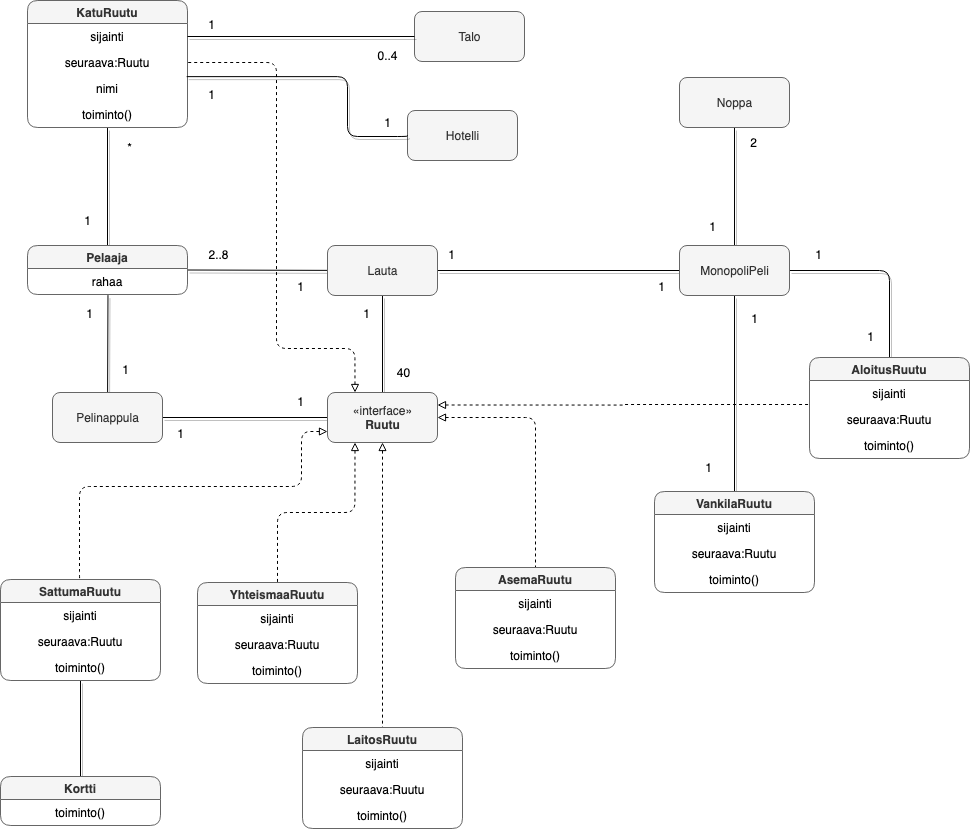 KatuRuutu
sijainti
seuraava:Ruutu
nimi
toiminto()
1
0..4
Talo
1
1
Hotelli
Noppa
2
1
*
1
Pelaaja
rahaa
2..8
1
Lauta
1
1
MonopoliPeli
1
1
AloitusRuutu
sijainti
seuraava:Ruutu
toiminto()
1
1
Pelinappula
1
1
1
40
«interface»
Ruutu
1
1
VankilaRuutu
sijainti
seuraava:Ruutu
toiminto()
SattumaRuutu
sijainti
seuraava:Ruutu
toiminto()
YhteismaaRuutu
sijainti
seuraava:Ruutu
toiminto()
AsemaRuutu
sijainti
seuraava:Ruutu
toiminto()
LaitosRuutu
sijainti
seuraava:Ruutu
toiminto()
Kortti
toiminto()